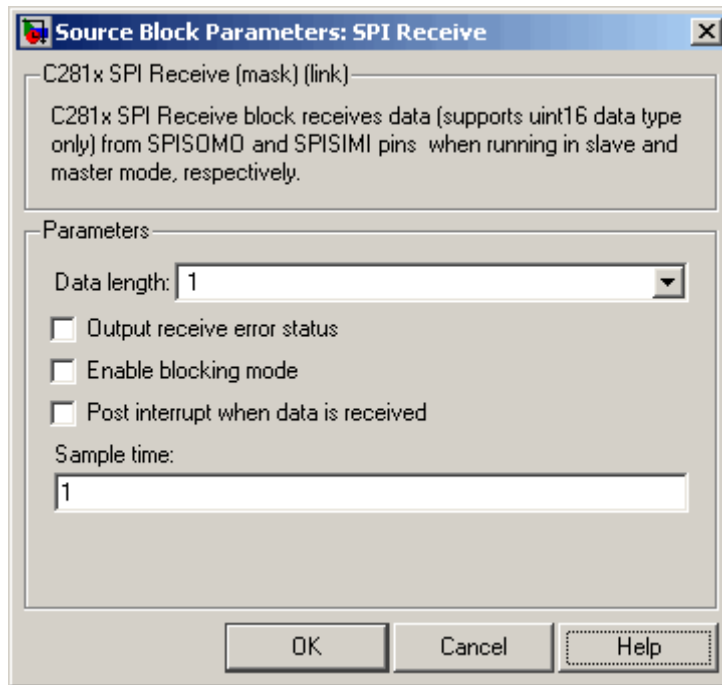 Source Block Parameters: SPI Receive
C281x SPI Receive (mask) (link)
C281x SPI Receive block receives data (supports uint16 data type
only) from SPISOMO and SPISIMI pins when running in slave and
master mode, respectively.
Parameters
Data length: 1
Output receive error status
Enable blocking mode
Post interrupt when data is received
Sample time:
1
OK Cancel Help